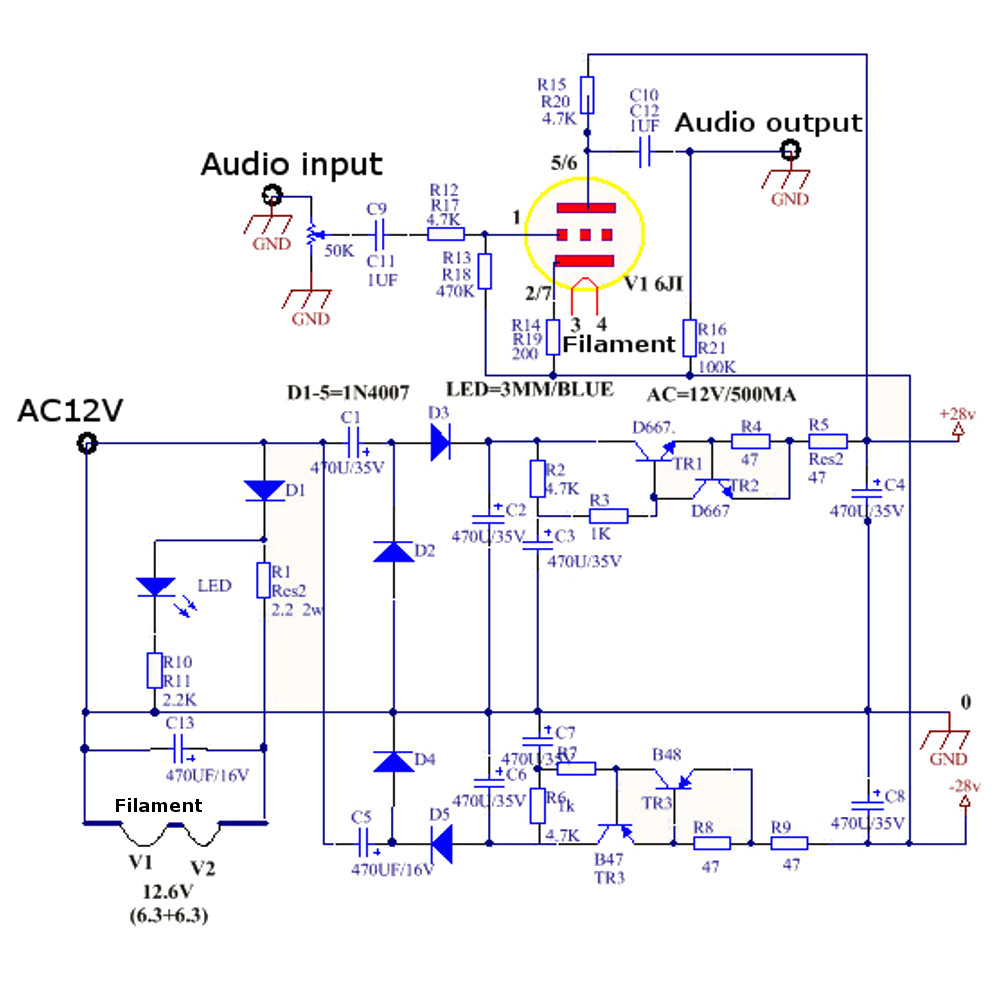 R15
R20
4.7K
C10
C12
1UF
Audio output
GND
5/6
Audio input
GND
50K
GND
C9
C11
1UF
R12
R17
4.7K
1
R13
R18
470K
2/7
V1 6JI
3 4
Filament
R14
R19
200
R16
R21
100K
D1-5=1N4007
LED=3MM/BLUE
AC=12V/500MA
AC12V
C1
470U/35V
D3
D667.
TR1
R4
47
R5
Res2
47
+28v
D1
R2
4.7K
R3
1K
TR2
D667
C4
470U/35V
C2
470U/35V
C3
470U/35V
D2
LED
R1
Res2
2.2 2w
R10
R11
2.2K
0
GND
C13
470UF/16V
D4
C7
470U/35V
R7
1k
C6
470U/35V
R6
4.7K
B48
TR3
-28v
C8
470U/35V
Filament
C5
470UF/16V
D5
B47
TR3
R8
47
R9
47
V1
V2
12.6V
(6.3+6.3)